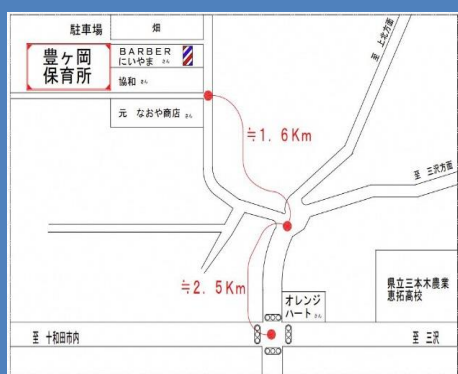 駐車場
畑
豊ヶ岡
保育所
BARBER
にいやま さん
協和 さん
元 なおや商店 さん
至 上北方面
至 三沢方面
≒1.6Km
≒2.5Km
オレンジ
ハート さん
県立三本木農業
恵拓高校
至 十和田市内
至 三沢